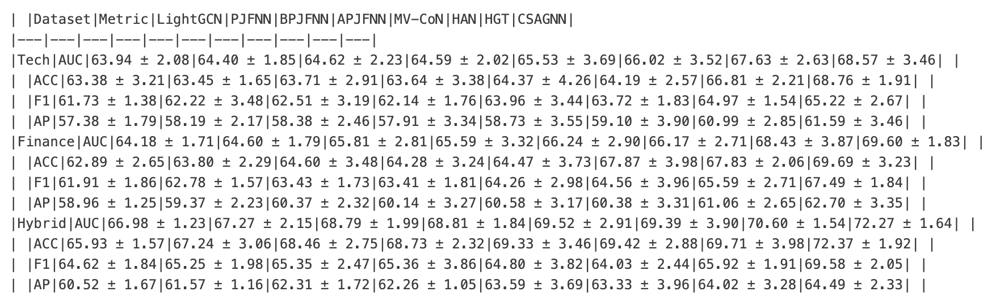 | |Dataset|Metric|LightGCN|PJFNN|BPJFNN|APJFNN|MV-CoN|HAN|HGT|CSAGNN|
|---|---|---|---|---|---|---|---|---|---|---|
|Tech|AUC|63.94 ± 2.08|64.40 ± 1.85|64.62 ± 2.23|64.59 ± 2.02|65.53 ± 3.69|66.02 ± 3.52|67.63 ± 2.63|68.57 ± 3.46| |
| |ACC|63.38 ± 3.21|63.45 ± 1.65|63.71 ± 2.91|63.64 ± 3.38|64.37 ± 4.26|64.19 ± 2.57|66.81 ± 2.21|68.76 ± 1.91| |
| |F1|61.73 ± 1.38|62.22 ± 3.48|62.51 ± 3.19|62.14 ± 1.76|63.96 ± 3.44|63.72 ± 1.83|64.97 ± 1.54|65.22 ± 2.67| |
| |AP|57.38 ± 1.79|58.19 ± 2.17|58.38 ± 2.46|57.91 ± 3.34|58.73 ± 3.55|59.10 ± 3.90|60.99 ± 2.85|61.59 ± 3.46| |
|Finance|AUC|64.18 ± 1.71|64.60 ± 1.79|65.81 ± 2.81|65.59 ± 3.32|66.24 ± 2.90|66.17 ± 2.71|68.43 ± 3.87|69.60 ± 1.83| |
| |ACC|62.89 ± 2.65|63.80 ± 2.29|64.60 ± 3.48|64.28 ± 3.24|64.47 ± 3.73|67.87 ± 3.98|67.83 ± 2.06|69.69 ± 3.23| |
| |F1|61.91 ± 1.86|62.78 ± 1.57|63.43 ± 1.73|63.41 ± 1.81|64.26 ± 2.98|64.56 ± 3.96|65.59 ± 2.71|67.49 ± 1.84| |
| |AP|58.96 ± 1.25|59.37 ± 2.23|60.37 ± 2.32|60.14 ± 3.27|60.58 ± 3.17|60.38 ± 3.31|61.06 ± 2.65|62.70 ± 3.35| |
|Hybrid|AUC|66.98 ± 1.23|67.27 ± 2.15|68.79 ± 1.99|68.81 ± 1.84|69.52 ± 2.91|69.39 ± 3.90|70.60 ± 1.54|72.27 ± 1.64| |
| |ACC|65.93 ± 1.57|67.24 ± 3.06|68.46 ± 2.75|68.73 ± 2.32|69.33 ± 3.46|69.42 ± 2.88|69.71 ± 3.98|72.37 ± 1.92| |
| |F1|64.62 ± 1.84|65.25 ± 1.98|65.35 ± 2.47|65.36 ± 3.86|64.80 ± 3.82|64.03 ± 2.44|65.92 ± 1.91|69.58 ± 2.05| |
| |AP|60.52 ± 1.67|61.57 ± 1.16|62.31 ± 1.72|62.26 ± 1.05|63.59 ± 3.69|63.33 ± 3.96|64.02 ± 3.28|64.49 ± 2.33| |